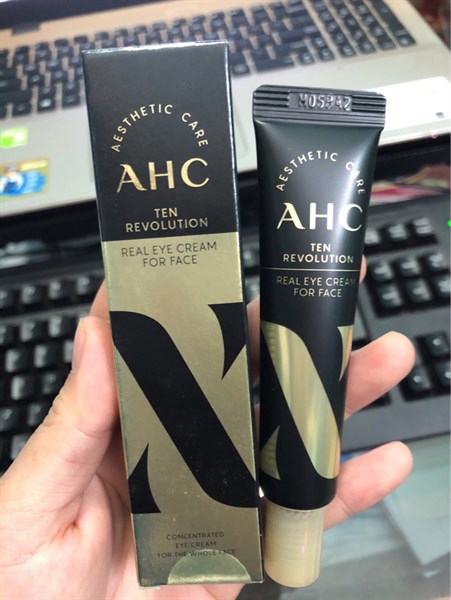 AESTHETIC CARE
AHC
TEN
REVOLUTION
REAL EYE CREAM
FOR FACE
CONCENTRATED
EYE CREAM
FOR THE WHOLE FACE
AESTHETIC CARE
AHC
TEN
REVOLUTION
REAL EYE CREAM
FOR FACE